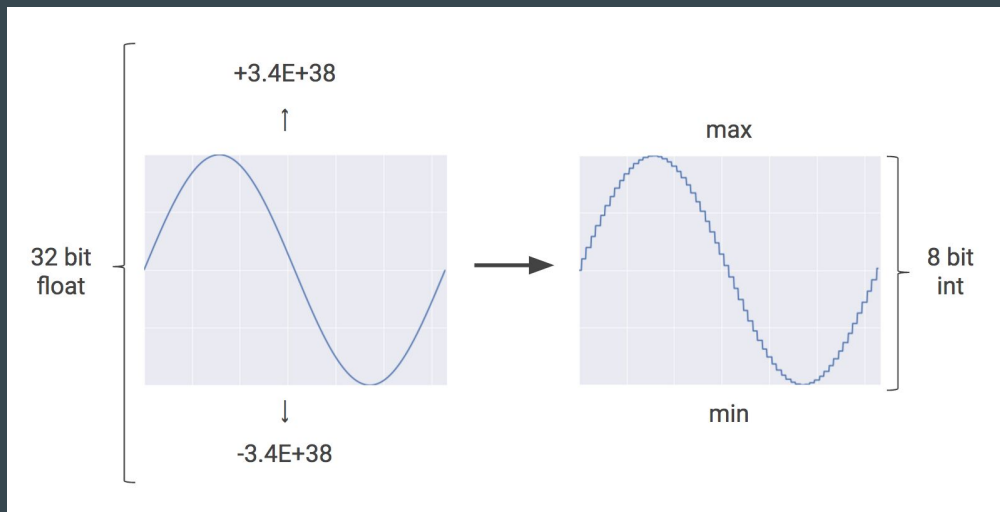 +3.4E+38
↑
32 bit
float
↓
-3.4E+38
max
min
8 bit
int